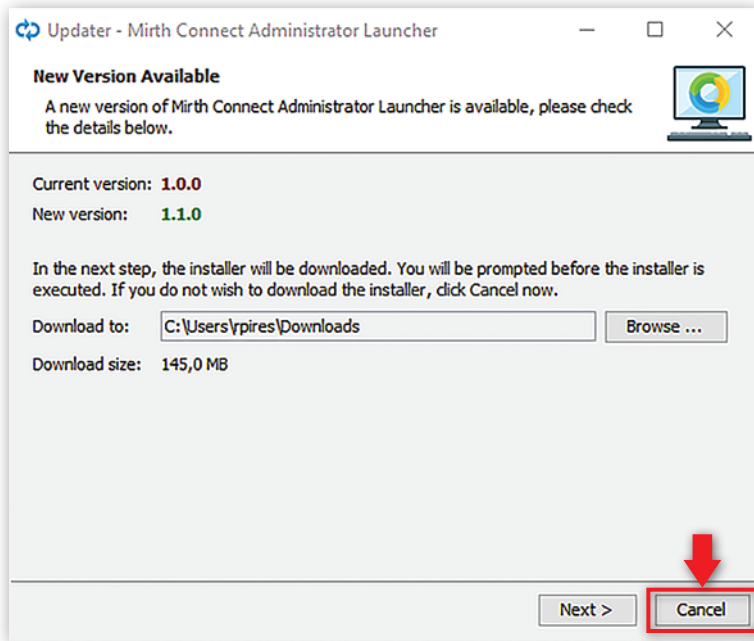 Updater - Mirth Connect Administrator Launcher
New Version Available
A new version of Mirth Connect Administrator Launcher is available, please check
the details below.
Current version: 1.0.0
New version: 1.1.0
In the next step, the installer will be downloaded. You will be prompted before the installer is
executed. If you do not wish to download the installer, click Cancel now.
Download to: C:\Users\rpires\Downloads Browse ...
Download size: 145,0 MB
Next > Cancel